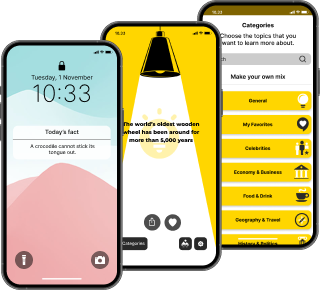 Tuesday, 1 November
10:33
Today's fact
A crocodile cannot stick its
tongue out.
10:33
The world's oldest wooden
wheel has been around for
more than 5,000 years
Categories
10:33
Categories
Choose the topics that you
want to learn more about.
Make your own mix
General
My Favorites
Celebrities
Economy & Business
Food & Drink
Geography & Travel
History & Politics